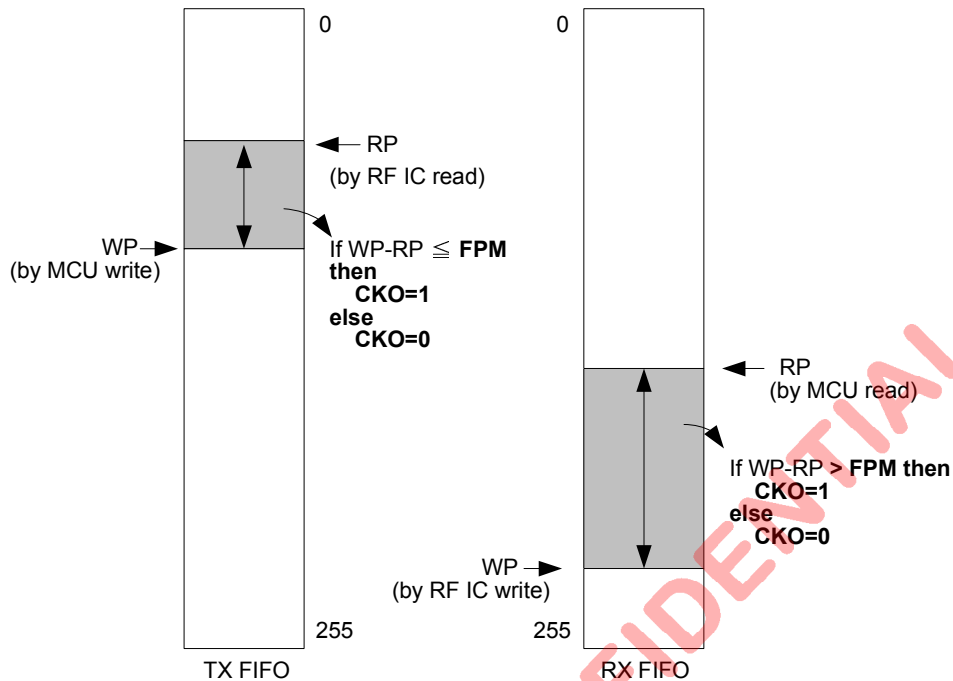 0
RP
(by RF IC read)
WP
(by MCU write)
If WP-RP ≦ FPM
then
CKO=1
else
CKO=0
255
TX FIFO
0
RP
(by MCU read)
If WP-RP > FPM then
CKO=1
else
CKO=0
WP
(by RF IC write)
255
RX FIFO
FIDENTIAL